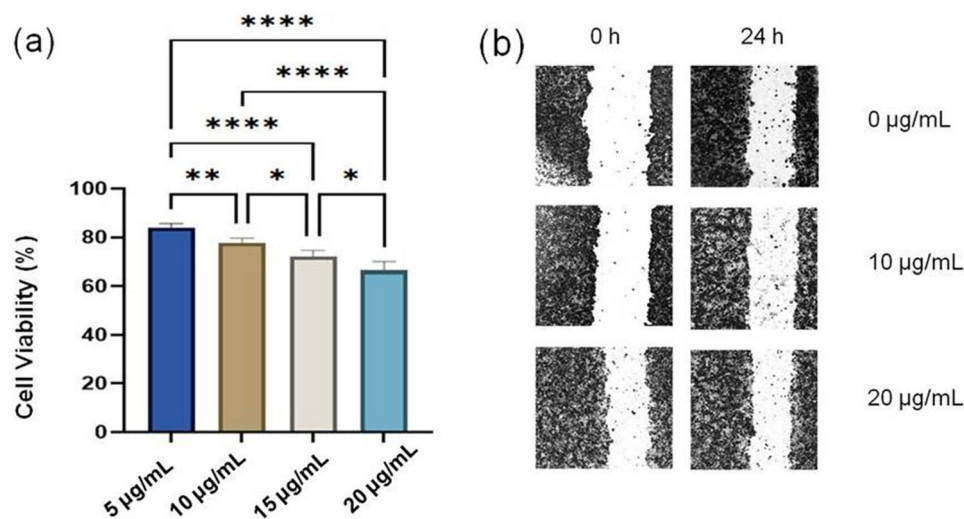 (a)
****
****
****
** * *
Cell Viability (%)
100
80
60
40
20
0
5 µg/mL
10 µg/mL
15 µg/mL
20 µg/mL
(b)
0 h 24 h
0 µg/mL
10 µg/mL
20 µg/mL